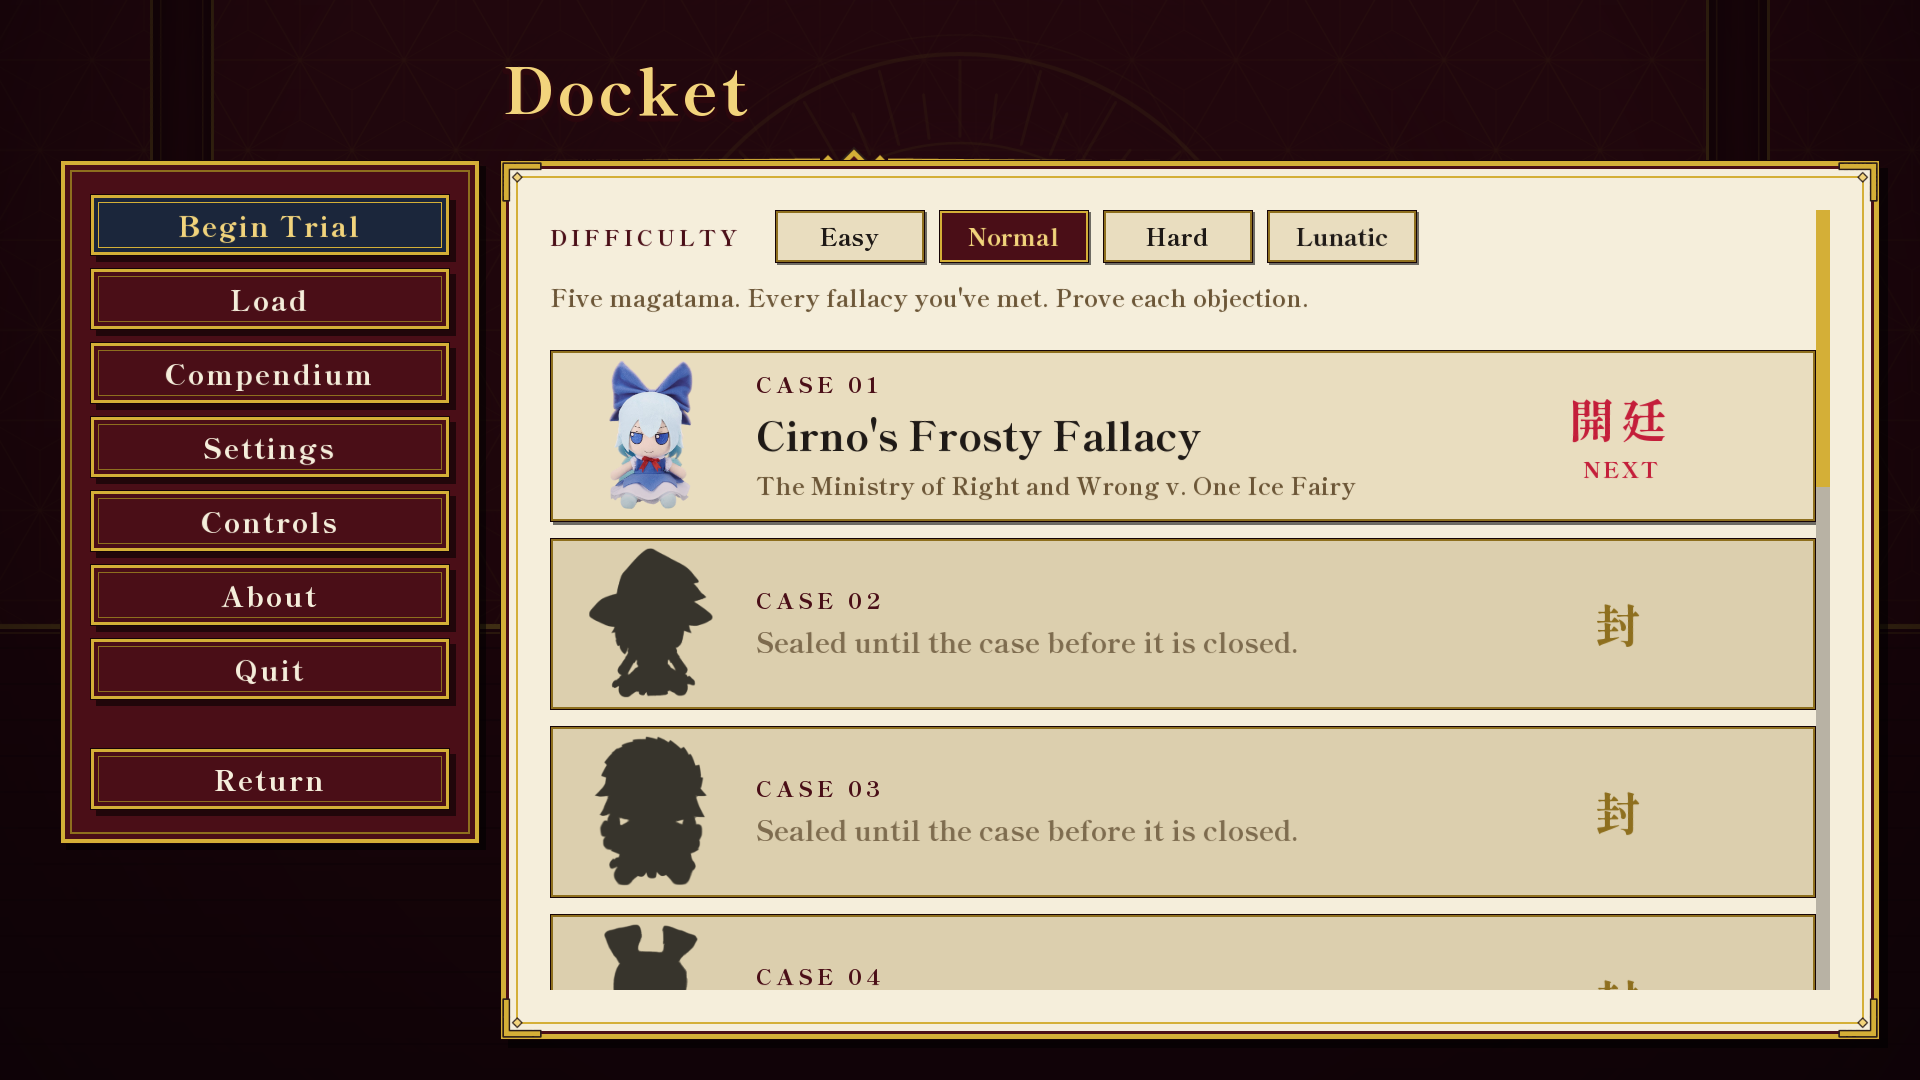 Docket
Begin Trial
Load
Compendium
Settings
Controls
About
Quit
Return
DIFFICULTY
Easy
Normal
Hard
Lunatic
Five magatama. Every fallacy you've met. Prove each objection.
CASE 01
Cirno's Frosty Fallacy
The Ministry of Right and Wrong v. One Ice Fairy
開廷
NEXT
CASE 02
Sealed until the case before it is closed.
封
CASE 03
Sealed until the case before it is closed.
封
CASE 04